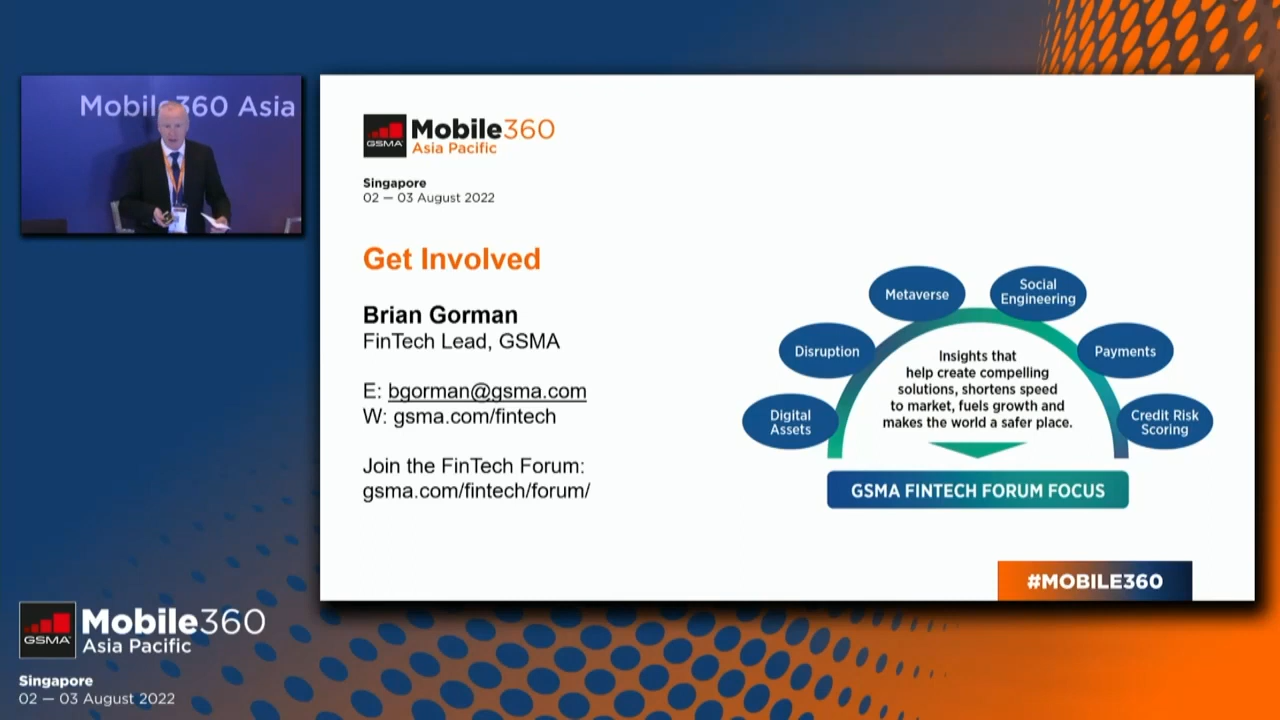 Mobile360 Asia
GSMA
Mobile360
Asia Pacific
Singapore
02 — 03 August 2022
Get Involved
Brian Gorman
FinTech Lead, GSMA
E: bgorman@gsma.com
W: gsma.com/fintech
Join the FinTech Forum:
gsma.com/fintech/forum/
Digital
Assets
Disruption
Metaverse
Social
Engineering
Payments
Credit Risk
Scoring
Insights that
help create compelling
solutions, shortens speed
to market, fuels growth and
makes the world a safer place.
GSMA FINTECH FORUM FOCUS
#MOBILE360
GSMA
Mobile360
Asia Pacific
Singapore
02 — 03 August 2022